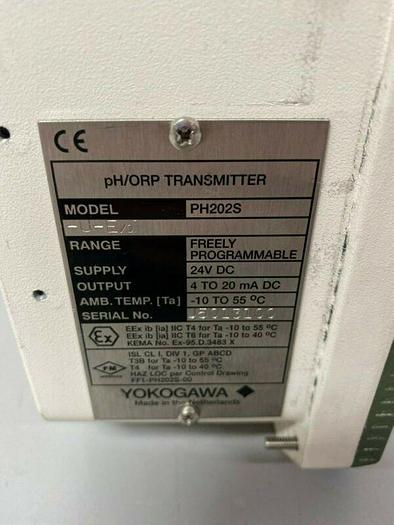 CE
pH/ORP TRANSMITTER
MODEL PH202S
RANGE FREELY PROGRAMMABLE
SUPPLY 24V DC
OUTPUT 4 TO 20 mA DC
AMB. TEMP. [Ta] -10 TO 55 ºC
SERIAL No. J5013100
EEx ib [ia] IIC T4 for Ta -10 to 55 ºC
EEx ib [ia] IIC T6 for Ta -10 to 40 ºC
KEMA No. Ex-95.D.3483 X
Ex
ISL CL I, DIV 1, GP ABCD
T3B for Ta -10 to 55 ºC
T4 for Ta -10 to 40 ºC
HAZ LOC per Control Drawing
FF1-PH202S-00
FM
YOKOGAWA
Made in the Netherlands